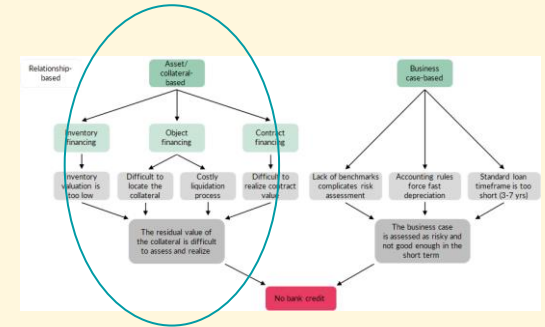 Relationship-
based
Asset/
collateral-
based
Business
case-based
Inventory
financing
Object
financing
Contract
financing
Inventory
valuation is
too low
Difficult to
locate the
collateral
Costly
liquidation
process
Difficult to
realize contract
value
Lack of benchmarks
complicates risk
assessment
Accounting rules
force fast
depreciation
Standard loan
timeframe is too
short (3-7 yrs)
The residual value of
the collateral is difficult
to assess and realize
The business case
is assessed as risky and
not good enough in the
short term
No bank credit